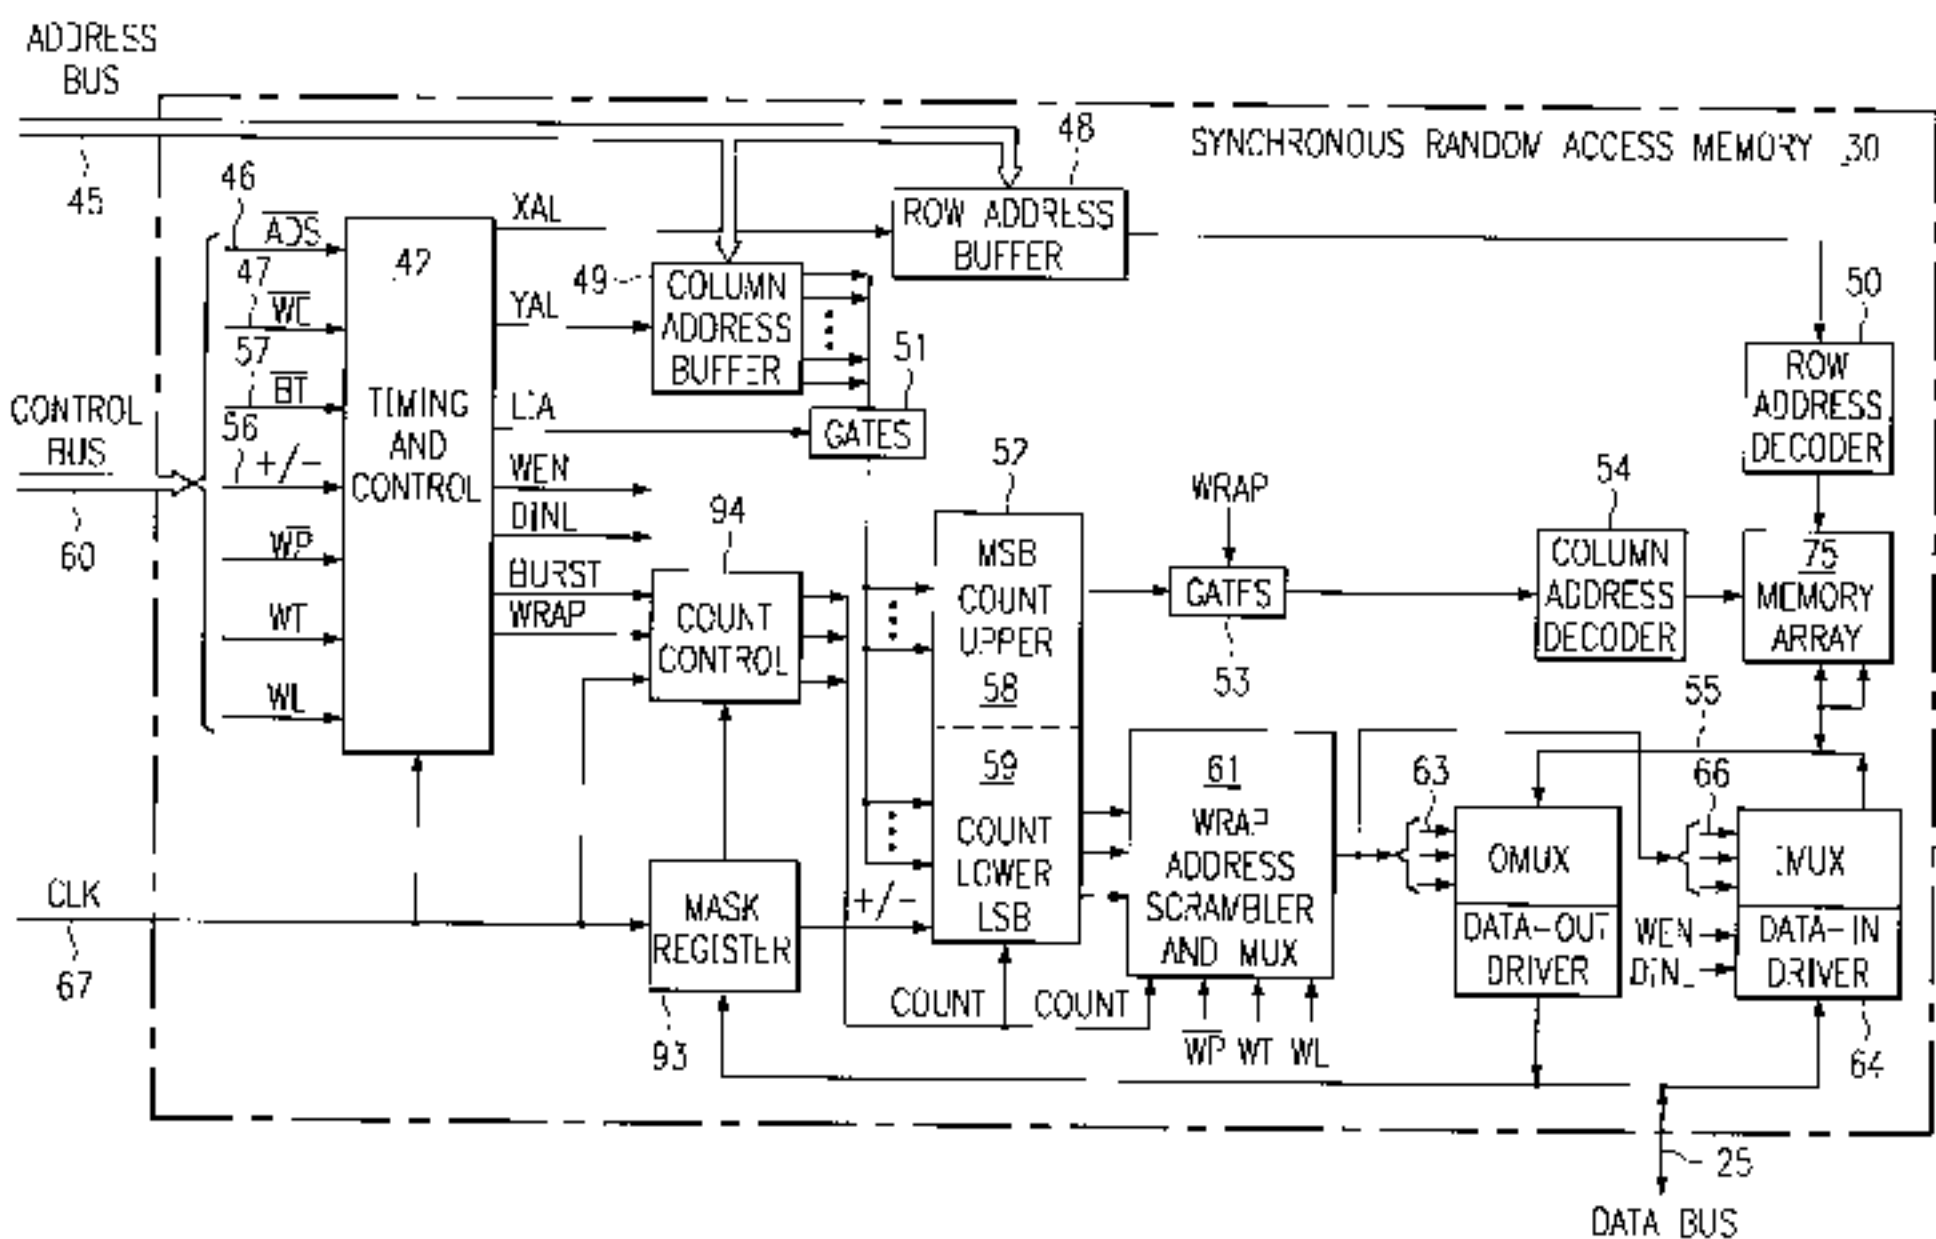 ADDRESS
BUS
45
SYNCHRONOUS RANDOM ACCESS MEMORY 30
48
ROW ADDRESS
BUFFER
46
ADS
47
WE
57
BT
56
+/-
WP
WT
WL
CONTROL
BUS
60
42
TIMING
AND
CONTROL
XAL
YAL
WEN
DINL
BURST
WRAP
49
COLUMN
ADDRESS
BUFFER
51
GATES
50
ROW
ADDRESS
DECODER
94
COUNT
CONTROL
52
MSB
COUNT
UPPER
58
59
COUNT
LOWER
LSB
WRAP
GATES
53
54
COLUMN
ADDRESS
DECODER
75
MEMORY
ARRAY
55
61
WRAP
ADDRESS
SCRAMBLER
AND MUX
63
OMUX
DATA-OUT
DRIVER
66
IMUX
DATA-IN
DRIVER
WEN
DINL
64
CLK
67
MASK
REGISTER
93
+/-
COUNT
COUNT
WP WT WL
25
DATA BUS